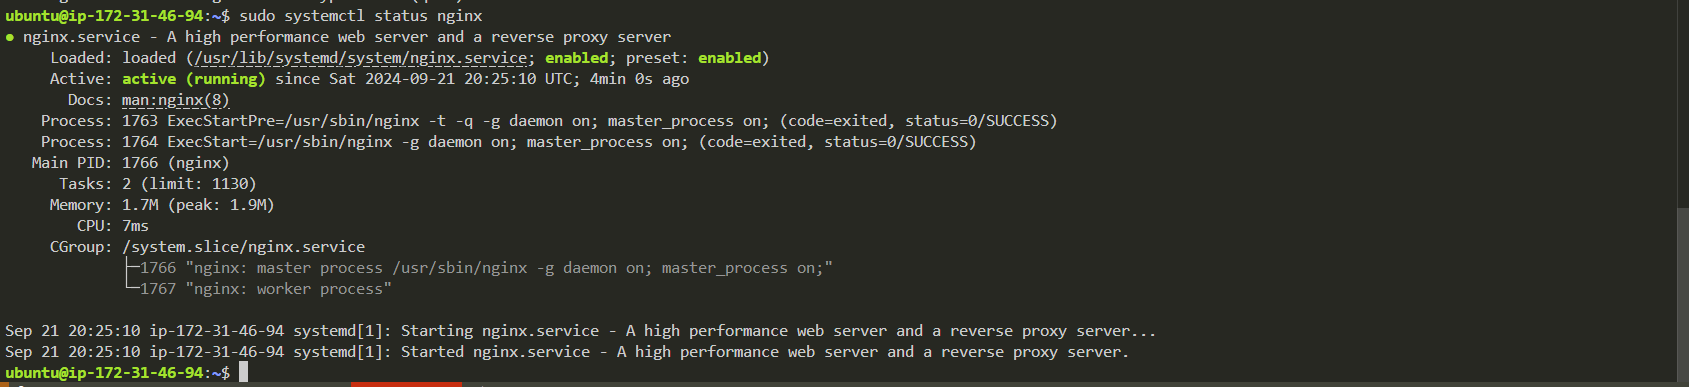 ubuntu@ip-172-31-46-94:~$ sudo systemctl status nginx
● nginx.service - A high performance web server and a reverse proxy server
     Loaded: loaded (/usr/lib/systemd/system/nginx.service; enabled; preset: enabled)
     Active: active (running) since Sat 2024-09-21 20:25:10 UTC; 4min 0s ago
       Docs: man:nginx(8)
    Process: 1763 ExecStartPre=/usr/sbin/nginx -t -q -g daemon on; master_process on; (code=exited, status=0/SUCCESS)
    Process: 1764 ExecStart=/usr/sbin/nginx -g daemon on; master_process on; (code=exited, status=0/SUCCESS)
   Main PID: 1766 (nginx)
      Tasks: 2 (limit: 1130)
     Memory: 1.7M (peak: 1.9M)
        CPU: 7ms
     CGroup: /system.slice/nginx.service
             ├─1766 "nginx: master process /usr/sbin/nginx -g daemon on; master_process on;"
             └─1767 "nginx: worker process"

Sep 21 20:25:10 ip-172-31-46-94 systemd[1]: Starting nginx.service - A high performance web server and a reverse proxy server...
Sep 21 20:25:10 ip-172-31-46-94 systemd[1]: Started nginx.service - A high performance web server and a reverse proxy server.
ubuntu@ip-172-31-46-94:~$